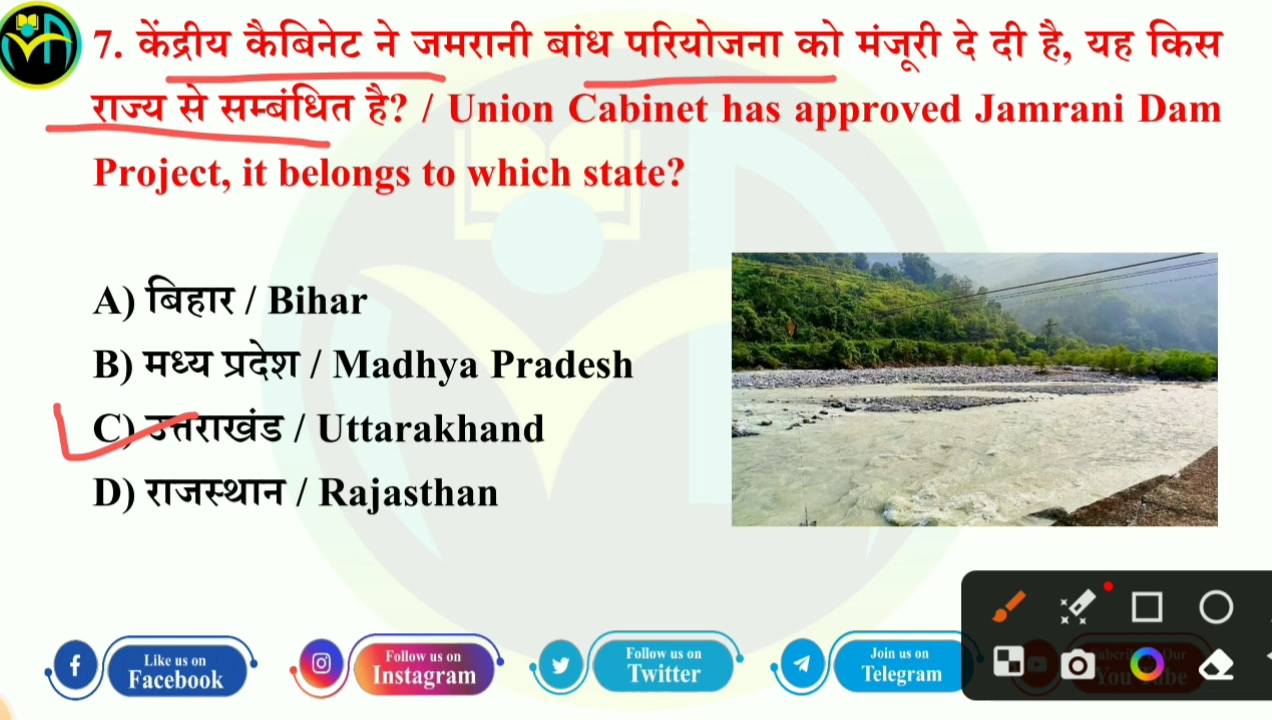 7. केंद्रीय कैबिनेट ने जमरानी बांध परियोजना को मंजूरी दे दी है, यह किस
राज्य से सम्बंधित है? / Union Cabinet has approved Jamrani Dam
Project, it belongs to which state?
A) बिहार / Bihar
B) मध्य प्रदेश / Madhya Pradesh
C) उत्तराखंड / Uttarakhand
D) राजस्थान / Rajasthan
Like us on
Facebook
Follow us on
Instagram
Follow us on
Twitter
Join us on
Telegram